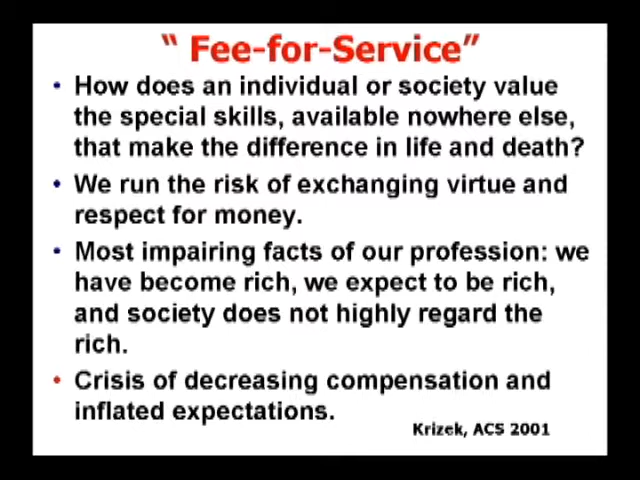 “ Fee-for-Service”
• How does an individual or society value
the special skills, available nowhere else,
that make the difference in life and death?
• We run the risk of exchanging virtue and
respect for money.
• Most impairing facts of our profession: we
have become rich, we expect to be rich,
and society does not highly regard the
rich.
• Crisis of decreasing compensation and
inflated expectations.
Krizek, ACS 2001